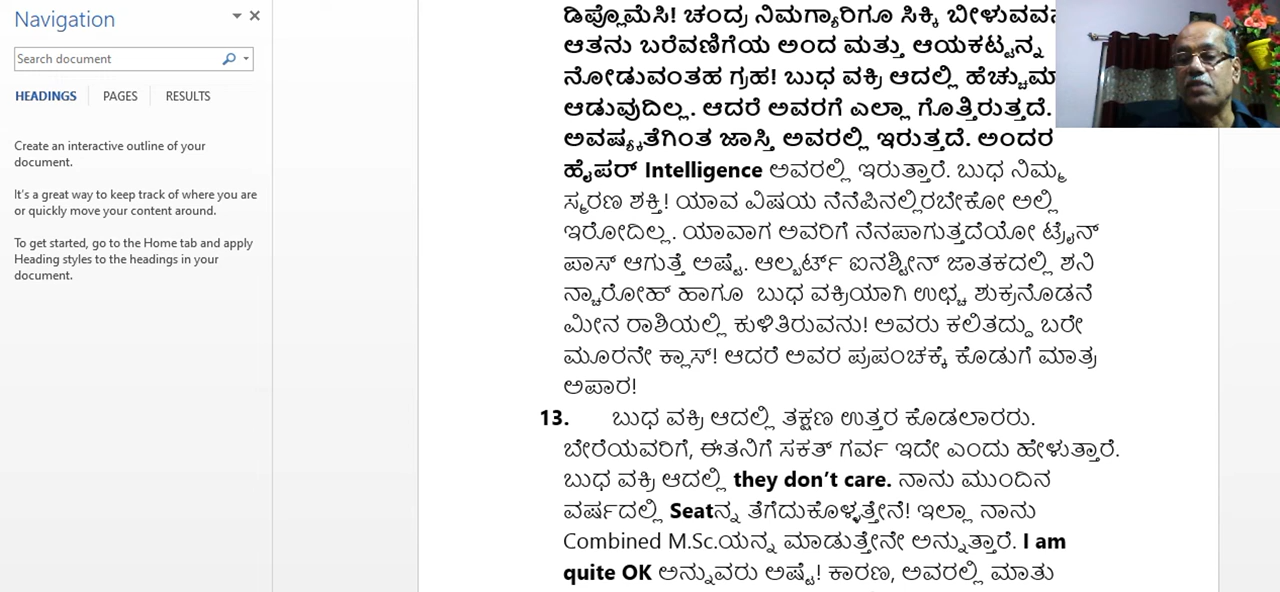 Navigation
Search document
HEADINGS PAGES RESULTS
Create an interactive outline of your
document.
It's a great way to keep track of where you are
or quickly move your content around.
To get started, go to the Home tab and apply
Heading styles to the headings in your
document.
ಡಿಪ್ಲೊಮೆಸಿ! ಚಂದ್ರ ನಿಮಗ್ಯಾರಿಗೂ ಸಿಕ್ಕಿ ಬೀಳುವವ
ಆತನು ಬರೆವಣಿಗೆಯ ಅಂದ ಮತ್ತು ಆಯಕಟ್ಟನ್ನ
ನೋಡುವಂತಹ ಗ್ರಹ! ಬುಧ ವಕ್ರಿ ಆದಲ್ಲಿ ಹೆಚ್ಚುಮಾ
ಆಡುವುದಿಲ್ಲ. ಆದರೆ ಅವರಗೆ ಎಲ್ಲಾ ಗೊತ್ತಿರುತ್ತದೆ.
ಅವಷ್ಯಕತೆಗಿಂತ ಜಾಸ್ತಿ ಅವರಲ್ಲಿ ಇರುತ್ತದೆ. ಅಂದರ
ಹೈಪರ್ Intelligence ಅವರಲ್ಲಿ ಇರುತ್ತಾರೆ. ಬುಧ ನಿಮ್ಮ
ಸ್ಮರಣ ಶಕ್ತಿ! ಯಾವ ವಿಷಯ ನೆನೆಪಿನಲ್ಲಿರಬೇಕೋ ಅಲ್ಲಿ
ಇರೋದಿಲ್ಲ. ಯಾವಾಗ ಅವರಿಗೆ ನೆನಪಾಗುತ್ತದೆಯೋ ಟ್ರೈನ್
ಪಾಸ್ ಆಗುತ್ತೆ ಅಷ್ಟೆ. ಆಲ್ಬರ್ಟ್ ಐನಶ್ಟೀನ್ ಜಾತಕದಲ್ಲಿ ಶನಿ
ನ್ಚಾರೋಹ್ ಹಾಗೂ ಬುಧ ವಕ್ರಿಯಾಗಿ ಉಛ್ಚ ಶುಕ್ರನೊಡನೆ
ಮೀನ ರಾಶಿಯಲ್ಲಿ ಕುಳಿತಿರುವನು! ಅವರು ಕಲಿತದ್ದು ಬರೇ
ಮೂರನೇ ಕ್ಲಾಸ್! ಆದರೆ ಅವರ ಪ್ರಪಂಚಕ್ಕೆ ಕೊಡುಗೆ ಮಾತ್ರ
ಅಪಾರ!
13. ಬುಧ ವಕ್ರಿ ಆದಲ್ಲಿ ತಕ್ಷಣ ಉತ್ತರ ಕೊಡಲಾರರು.
ಬೇರೆಯವರಿಗೆ, ಈತನಿಗೆ ಸಕತ್ ಗರ್ವ ಇದೇ ಎಂದು ಹೇಳುತ್ತಾರೆ.
ಬುಧ ವಕ್ರಿ ಆದಲ್ಲಿ they don't care. ನಾನು ಮುಂದಿನ
ವರ್ಷದಲ್ಲಿ Seatನ್ನ ತೆಗೆದುಕೊಳ್ಳತ್ತೇನೆ! ಇಲ್ಲಾ ನಾನು
Combined M.Sc.ಯನ್ನ ಮಾಡುತ್ತೇನೇ ಅನ್ನುತ್ತಾರೆ. I am
quite OK ಅನ್ನುವರು ಅಷ್ಟೆ! ಕಾರಣ, ಅವರಲ್ಲಿ ಮಾತು